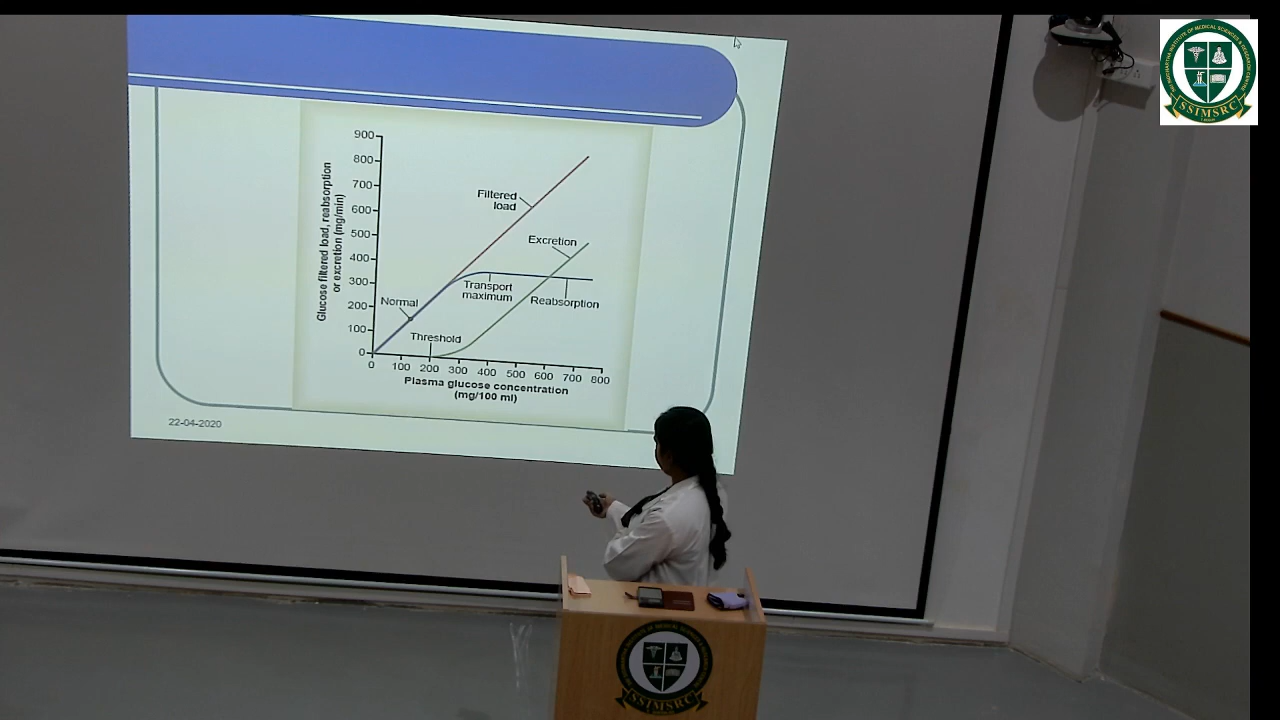 900
800
700
600
500
400
300
200
100
0
Glucose filtered load, reabsorption
or excretion (mg/min)
Filtered
load
Excretion
Transport
maximum
Reabsorption
Normal
Threshold
0 100 200 300 400 500 600 700 800
Plasma glucose concentration
(mg/100 ml)
22-04-2020
SSIMSRC
SSIMSRC